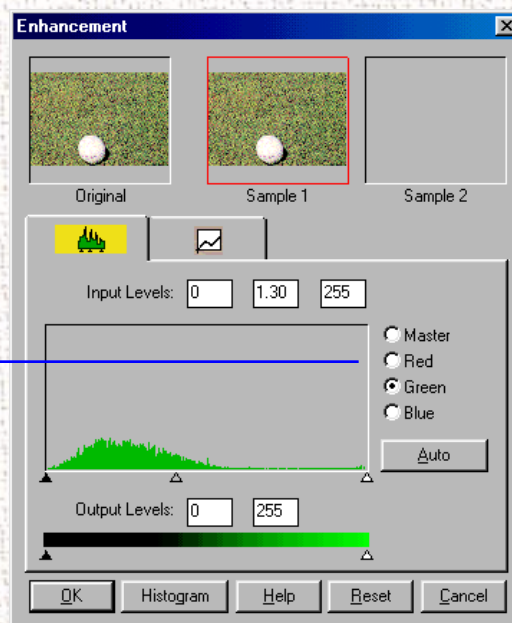 Enhancement
Original Sample 1 Sample 2
Input Levels: 0 1.30 255
Master
Red
Green
Blue
Auto
Output Levels: 0 255
OK Histogram Help Reset Cancel